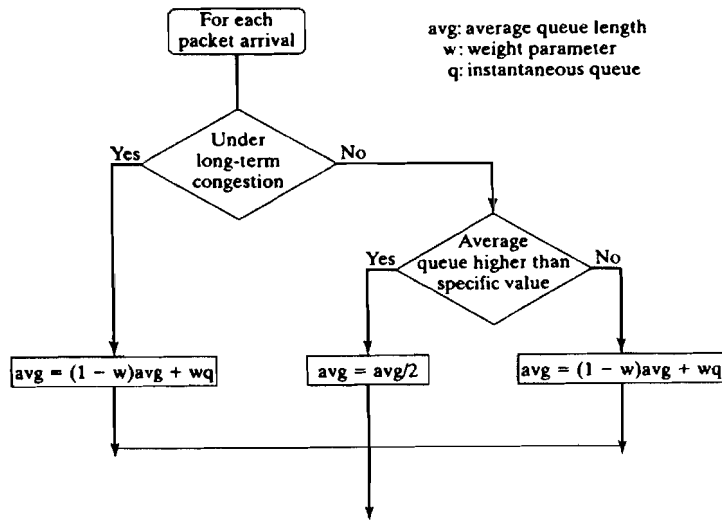 For each
packet arrival
avg: average queue length
w: weight parameter
q: instantaneous queue
Under
long-term
congestion
Yes
No
Average
queue higher than
specific value
Yes
No
avg = (1 – w)avg + wq
avg = avg/2
avg = (1 – w)avg + wq